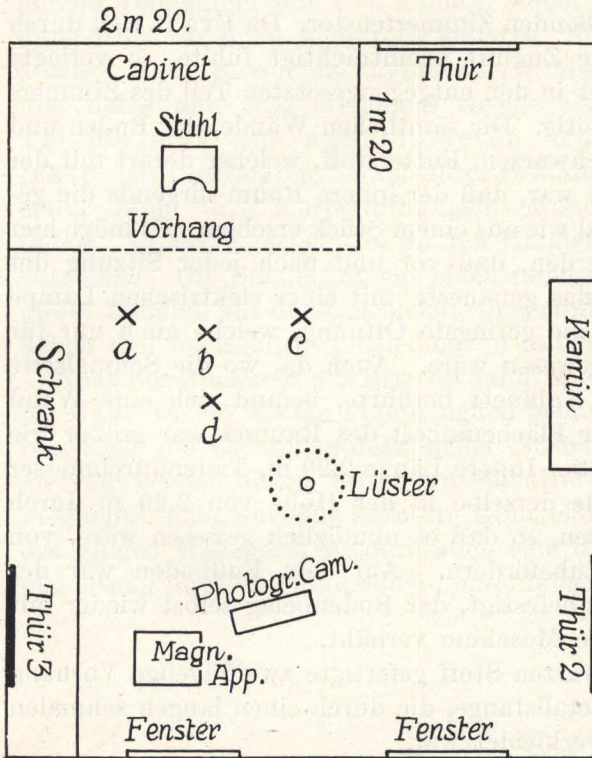 2 m 20.
Cabinet
Thür 1
Stuhl
1 m 20
Vorhang
a
b
c
Schrank
Kamin
d
Lüster
Photogr. Cam.
Thür 3
Thür 2
Magn.
App.
Fenster
Fenster